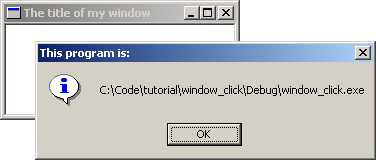 The title of my window
This program is:
C:\Code\tutorial\window_click\Debug\window_click.exe
OK